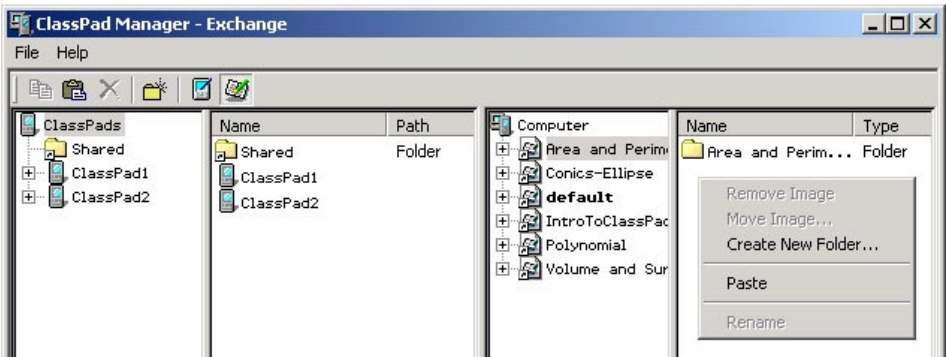 ClassPad Manager - Exchange
File Help
ClassPads
Shared
ClassPad1
ClassPad2
Name Path
Shared Folder
ClassPad1
ClassPad2
Computer
Area and Perim
Conics-Ellipse
default
IntroToClassPad
Polynomial
Volume and Sur
Name Type
Area and Perim... Folder
Remove Image
Move Image...
Create New Folder...
Paste
Rename